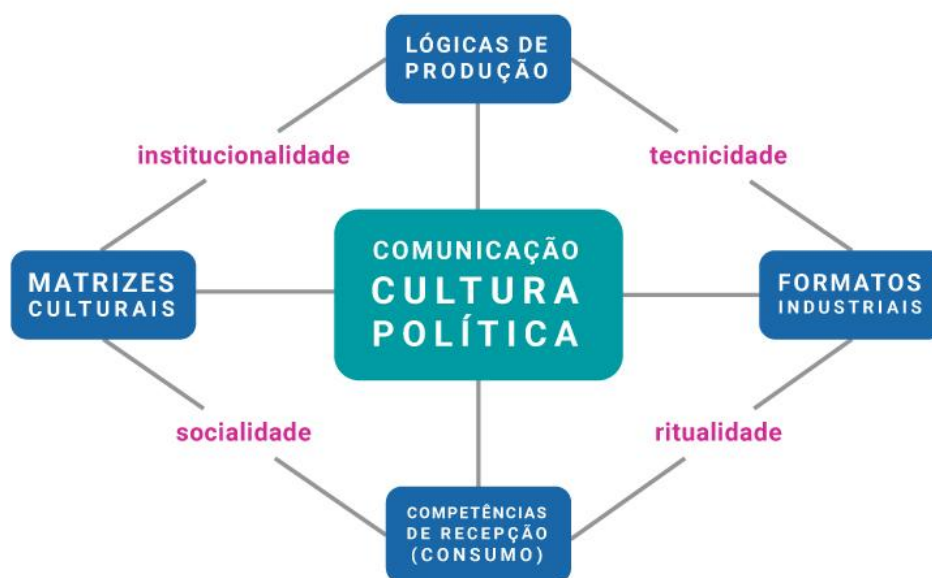 LÓGICAS DE
PRODUÇÃO
institucionalidade
tecnicidade
MATRIZES
CULTURAIS
COMUNICAÇÃO
CULTURA
POLÍTICA
FORMATOS
INDUSTRIAIS
socialidade
ritualidade
COMPETÊNCIAS
DE RECEPÇÃO
(CONSUMO)